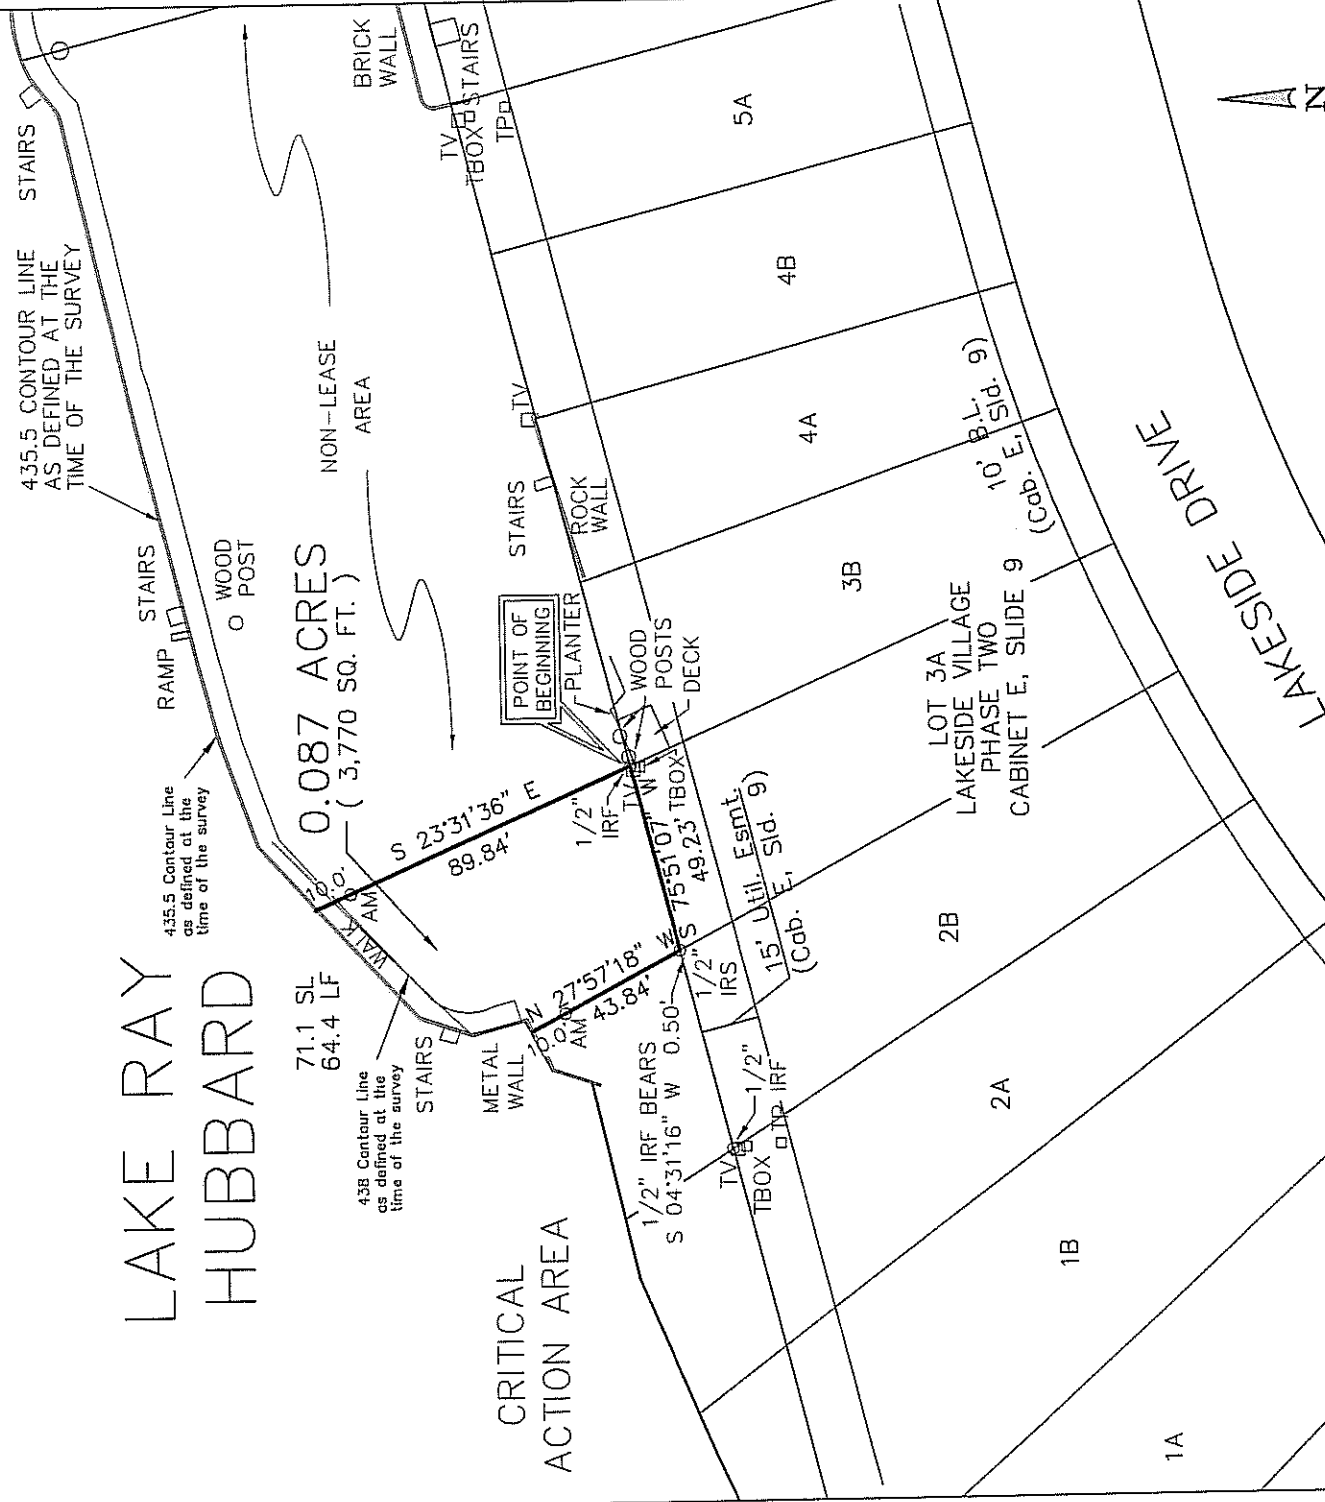 LAKE RAY
HUBBARD
435.5 CONTOUR LINE
AS DEFINED AT THE
TIME OF THE SURVEY
STAIRS
BRICK
WALL
TV
TBOX
STAIRS
TP
NON-LEASE
AREA
STAIRS
RAMP
WOOD
POST
435.5 Contour Line
as defined at the
time of the survey
0.087 ACRES
( 3,770 SQ. FT. )
71.1 SL
64.4 LF
438 Contour Line
as defined at the
time of the survey
STAIRS
METAL
WALL
WALK
10.0'
AM
S 23°31'36" E
89.84'
N 27°57'18" W
43.84'
10.0'
AM
S 75°51'07" W
49.23'
1/2"
IRF
TV
TBOX
POINT OF
BEGINNING
PLANTER
WOOD
POSTS
DECK
STAIRS
ROCK
WALL
TV
1/2"
IRS
15' Util. Esmt.
(Cab. E, Sld. 9)
1/2" IRF BEARS
S 04°31'16" W 0.50'
1/2"
IRF
TV
TBOX
TP
CRITICAL
ACTION AREA
1A
1B
2A
2B
LOT 3A
LAKESIDE VILLAGE
PHASE TWO
CABINET E, SLIDE 9
3B
4A
4B
5A
10' B.L.
(Cab. E, Sld. 9)
LAKESIDE DRIVE
N